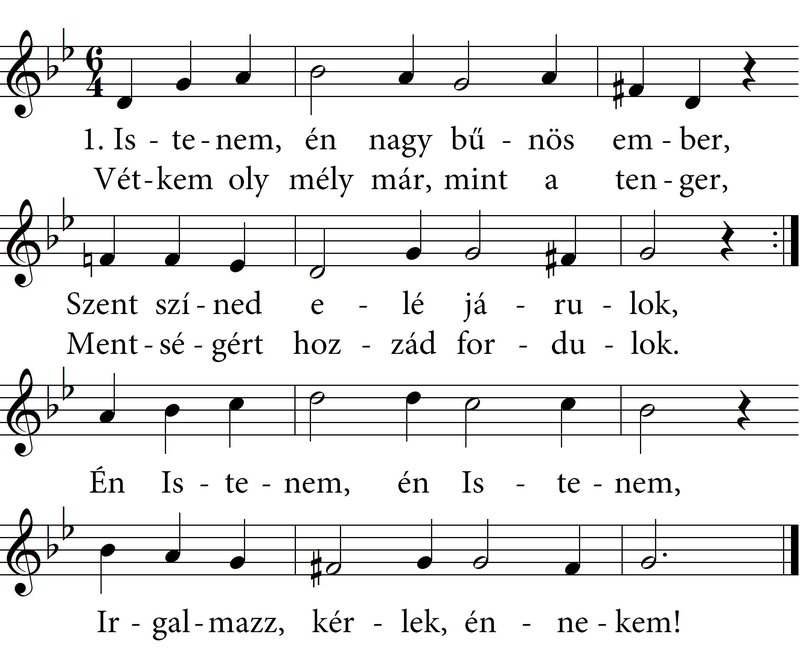 6
4
1. Is - te - nem, én nagy bű - nös em - ber,
Vét - kem oly mély már, mint a ten - ger,
Szent szí - ned e - lé já - ru - lok,
Ment - sé - gért hoz - zád for - du - lok.
Én Is - te - nem, én Is - te - nem,
Ir - gal - mazz, kér - lek, én - ne - kem!